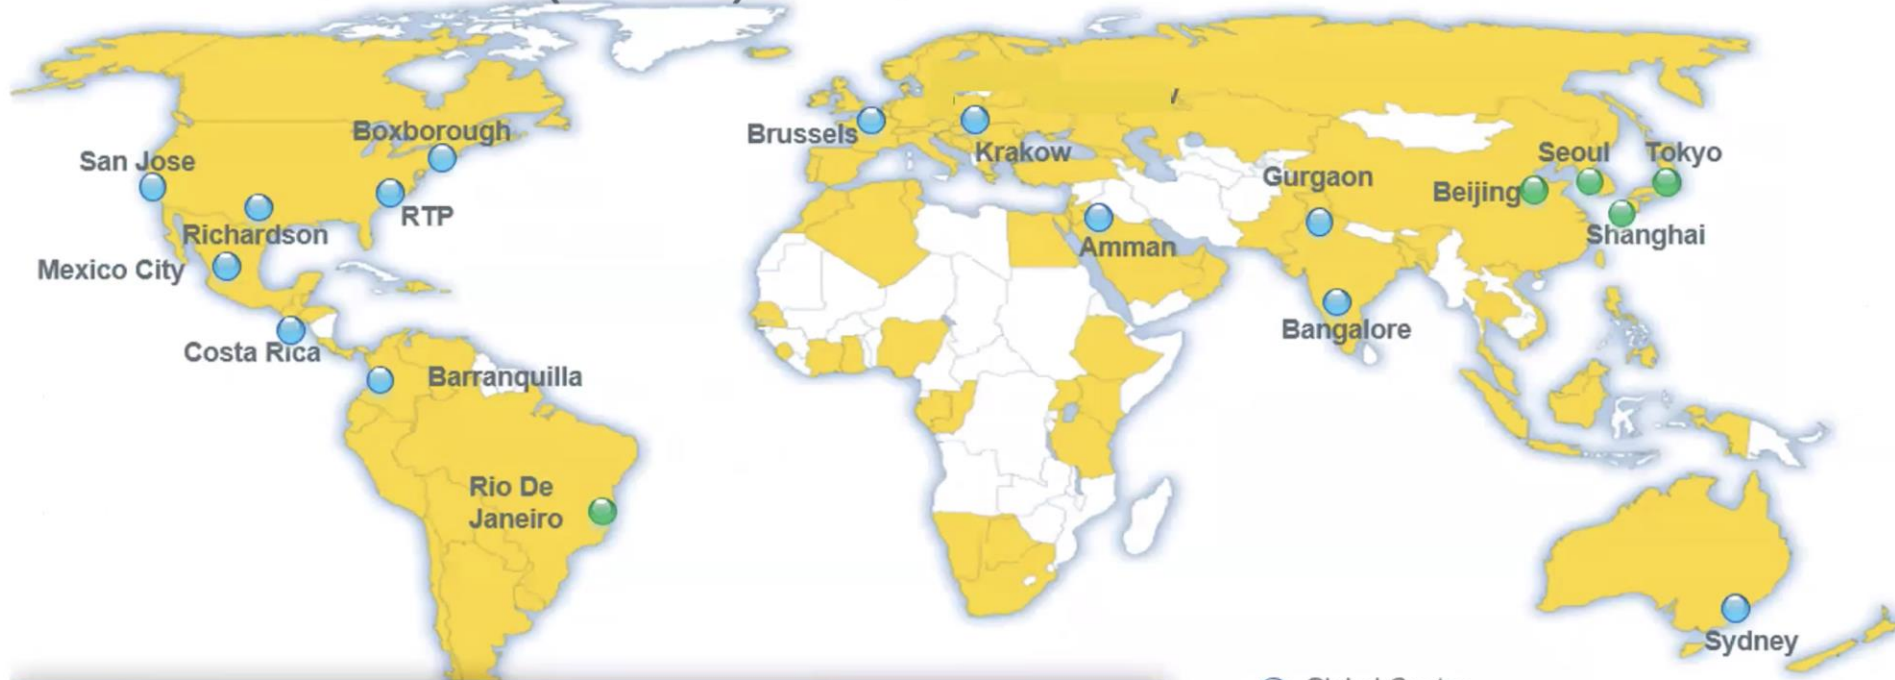 Boxborough
San Jose
RTP
Richardson
Mexico City
Costa Rica
Barranquilla
Rio De
Janeiro
Brussels
Krakow
Amman
Gurgaon
Bangalore
Seoul
Tokyo
Beijing
Shanghai
Sydney